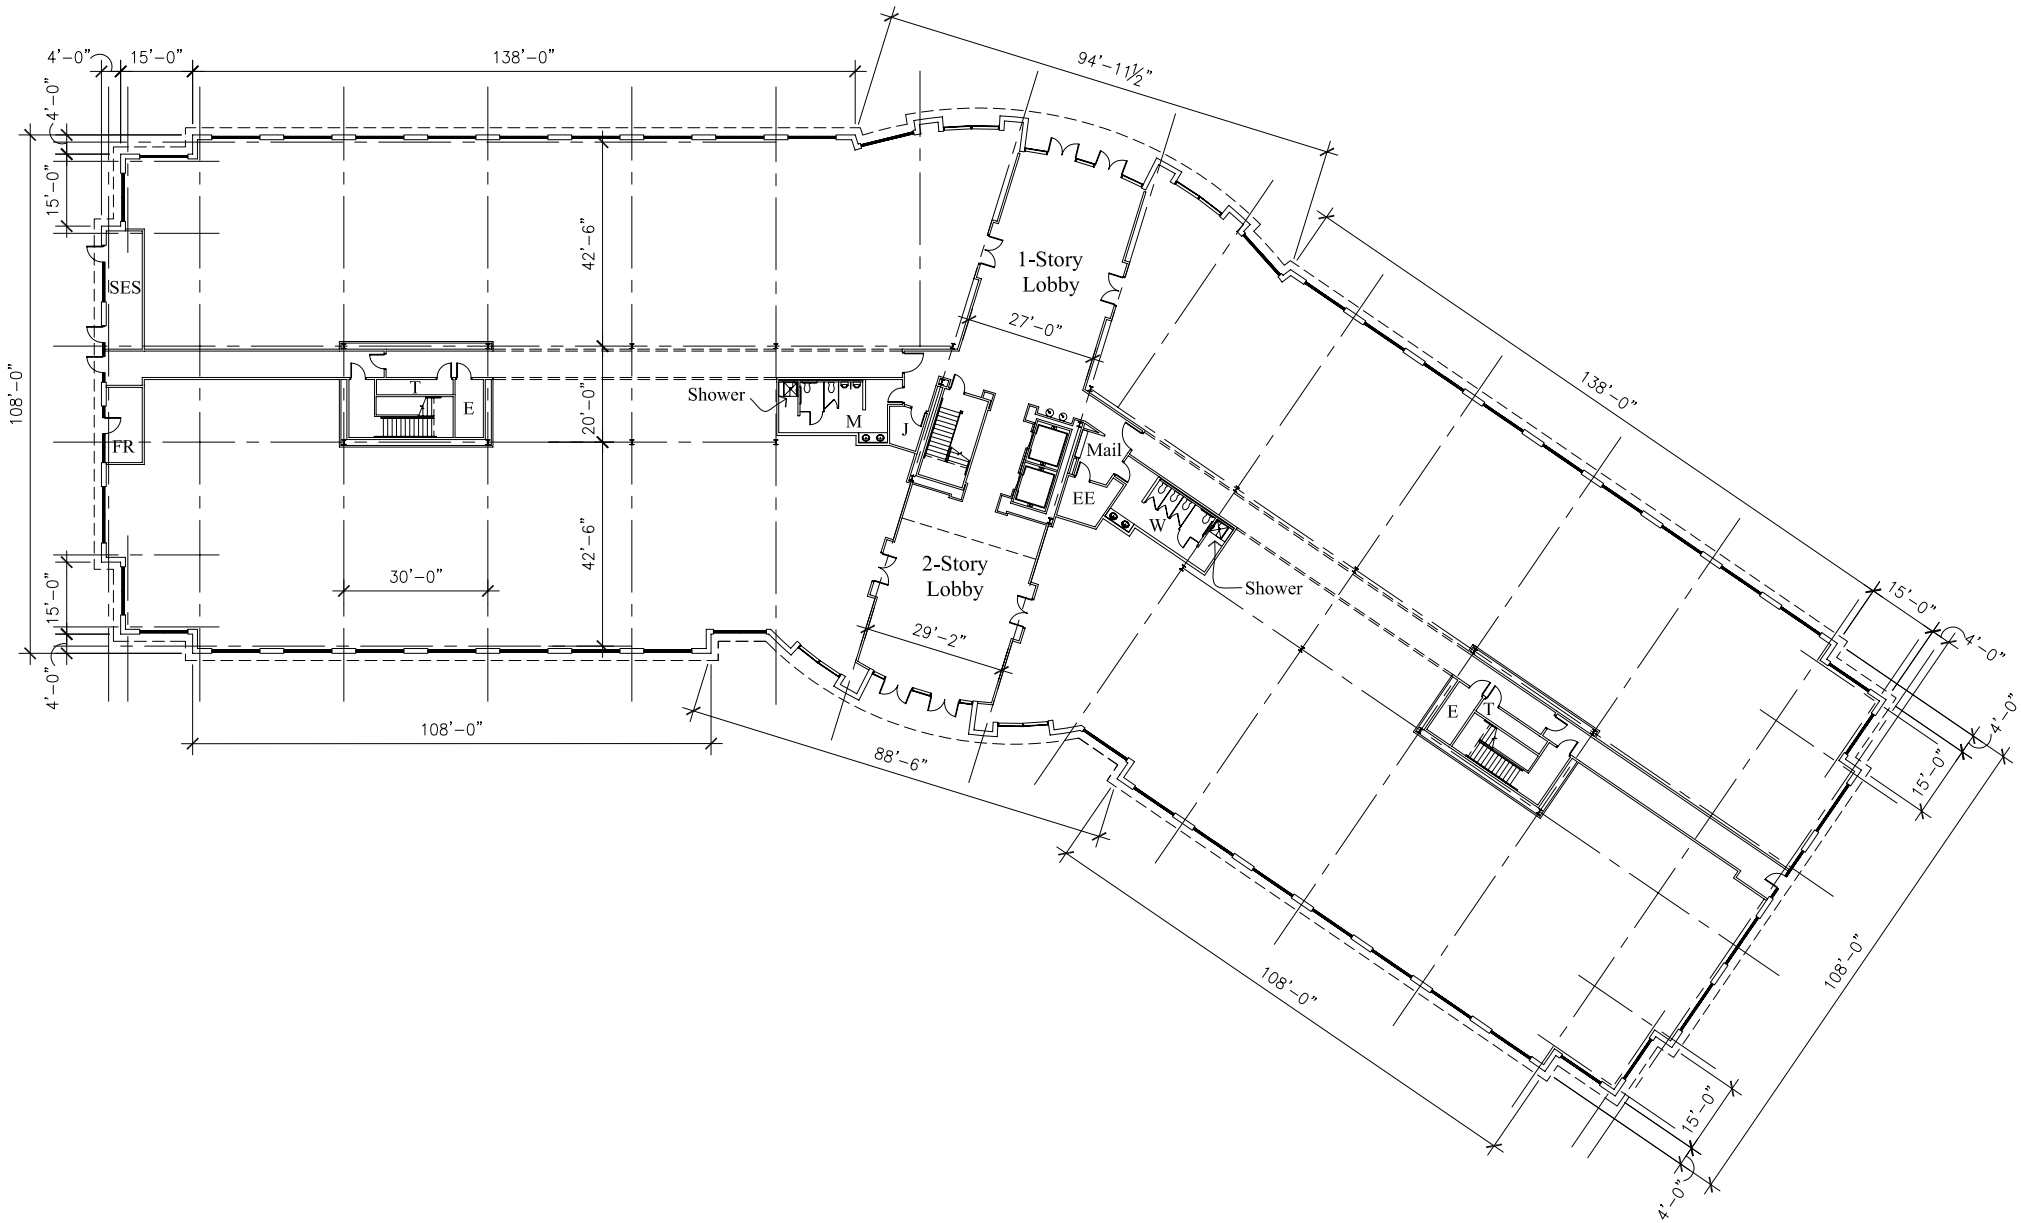 4'-0"
15'-0"
138'-0"
94'-11½"
4'-0"
15'-0"
42'-6"
SES
1-Story
Lobby
27'-0"
108'-0"
T
E
Shower
M
J
20'-0"
FR
138'-0"
Mail
EE
W
Shower
42'-6"
30'-0"
2-Story
Lobby
29'-2"
15'-0"
4'-0"
108'-0"
88'-6"
E
T
15'-0"
4'-0"
4'-0"
15'-0"
108'-0"
108'-0"
15'-0"
4'-0"